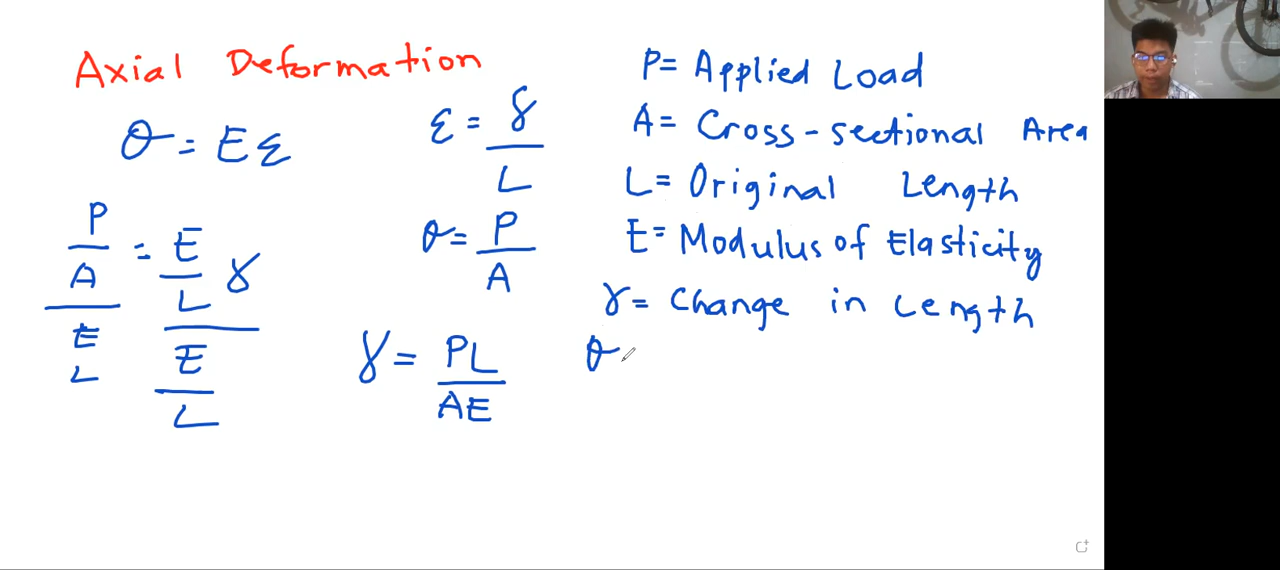 Axial Deformation
σ = Eε
P/A / E/L = E/L γ / E/L
ε = γ/L
σ = P/A
γ = PL/AE
P = Applied Load
A = Cross-sectional Area
L = Original Length
E = Modulus of Elasticity
γ = Change in Length
σ